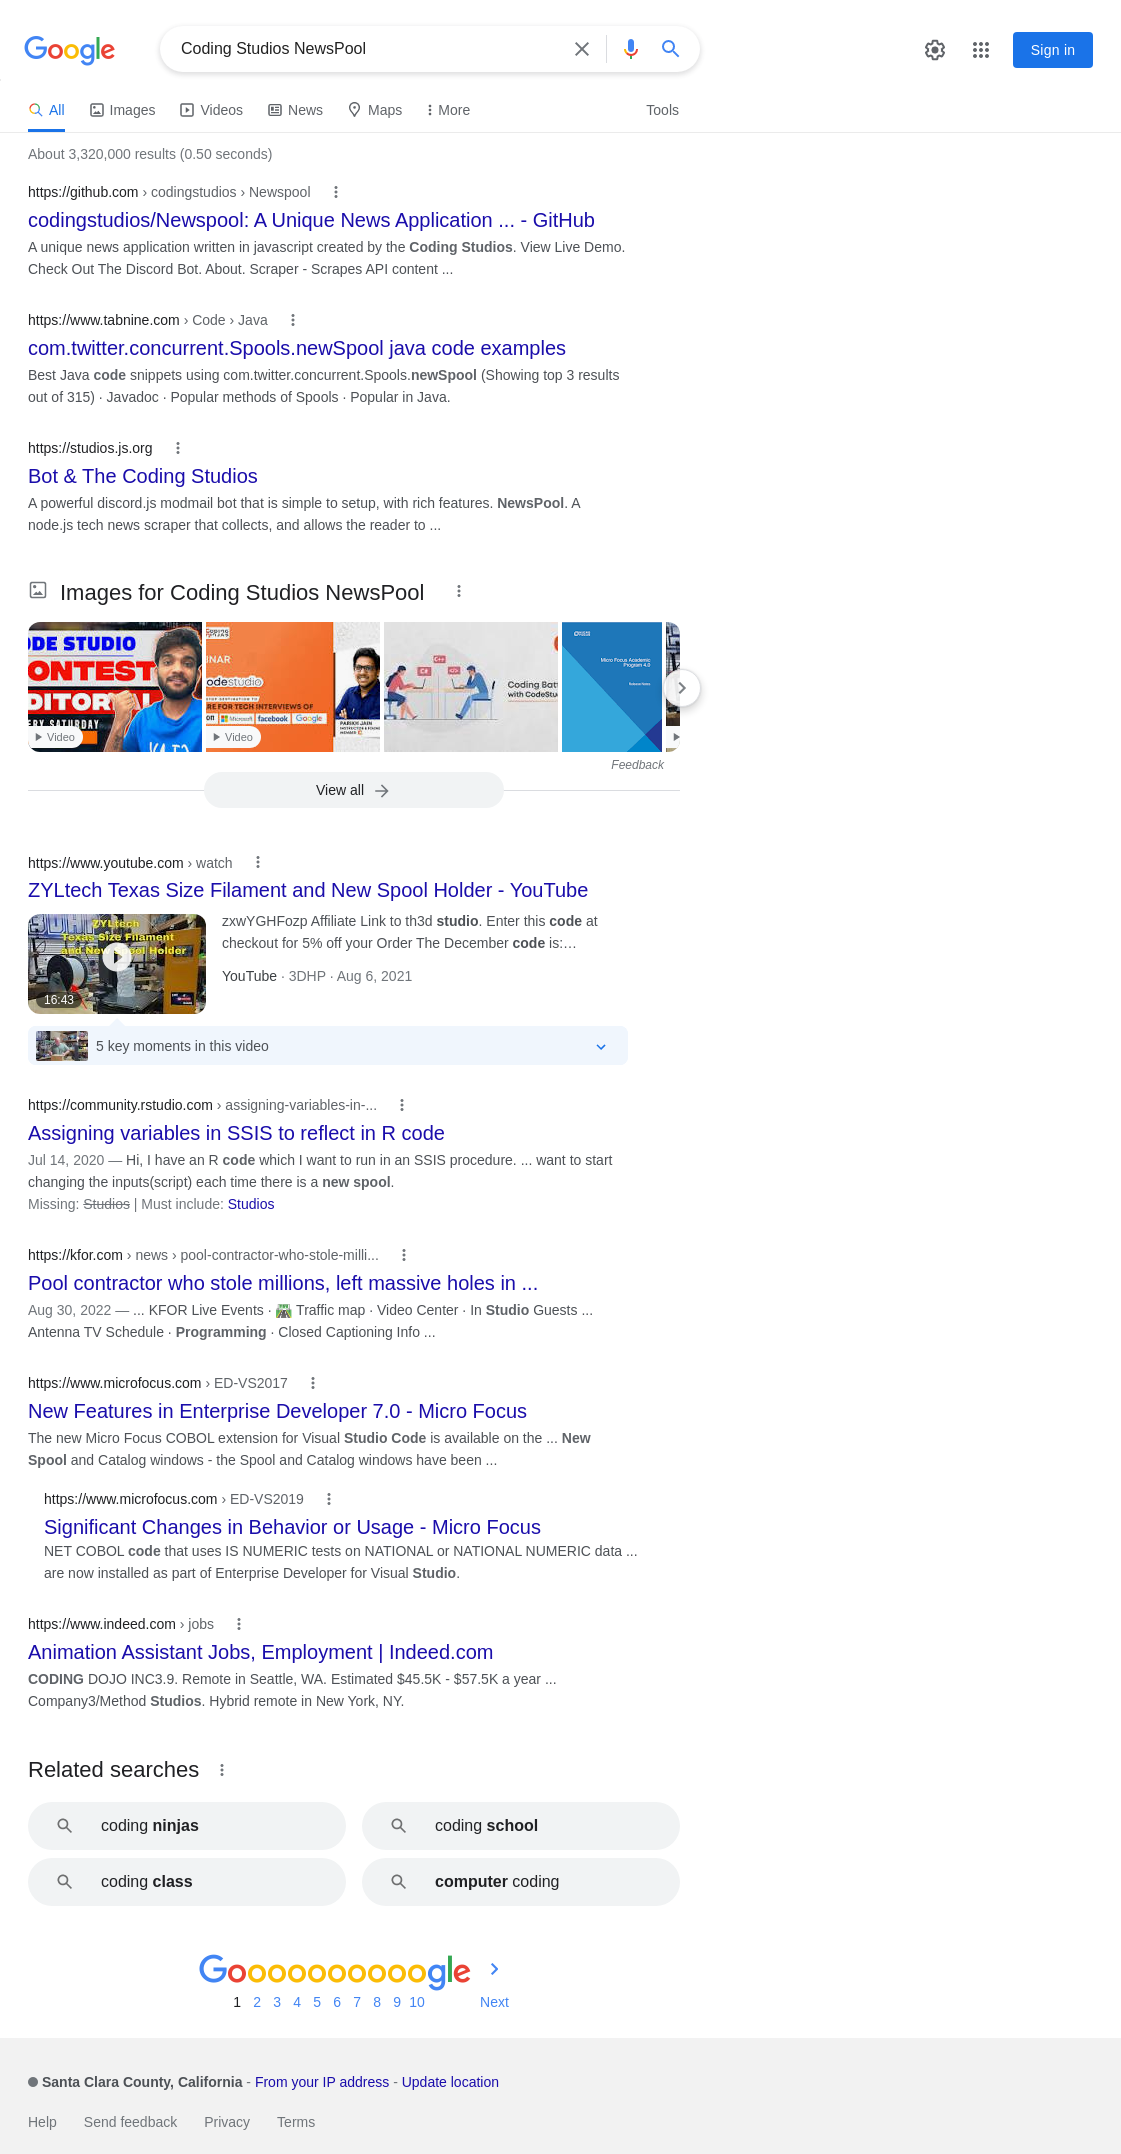 Google
Coding Studios NewsPool
Sign in
All
Images
Videos
News
Maps
More
Tools
About 3,320,000 results (0.50 seconds)
https://github.com › codingstudios › Newspool
codingstudios/Newspool: A Unique News Application ... - GitHub
A unique news application written in javascript created by the Coding Studios. View Live Demo.
Check Out The Discord Bot. About. Scraper - Scrapes API content ...
https://www.tabnine.com › Code › Java
com.twitter.concurrent.Spools.newSpool java code examples
Best Java code snippets using com.twitter.concurrent.Spools.newSpool (Showing top 3 results
out of 315) · Javadoc · Popular methods of Spools · Popular in Java.
https://studios.js.org
Bot & The Coding Studios
A powerful discord.js modmail bot that is simple to setup, with rich features. NewsPool. A
node.js tech news scraper that collects, and allows the reader to ...
Images for Coding Studios NewsPool
ODE STUDIO
ONTEST
DITORIAL
RY SATURDAY
Video
Coding
NINJAS
INAR
codestudio
RE FOR TECH INTERVIEWS OF
Microsoft
facebook
Google
PARIKH JAIN
Video
C#
C++
</>
Coding Batt
with CodeStud
Micro Focus Academic
Program 4.0
Release Notes
Feedback
View all
https://www.youtube.com › watch
ZYLtech Texas Size Filament and New Spool Holder - YouTube
3DHP
ZYLtech
Texas Size Filament
and New Spool Holder
16:43
zxwYGHFozp Affiliate Link to th3d studio. Enter this code at
checkout for 5% off your Order The December code is:…
YouTube · 3DHP · Aug 6, 2021
5 key moments in this video
https://community.rstudio.com › assigning-variables-in-...
Assigning variables in SSIS to reflect in R code
Jul 14, 2020 — Hi, I have an R code which I want to run in an SSIS procedure. ... want to start
changing the inputs(script) each time there is a new spool.
Missing: Studios | Must include: Studios
https://kfor.com › news › pool-contractor-who-stole-milli...
Pool contractor who stole millions, left massive holes in ...
Aug 30, 2022 — ... KFOR Live Events · 🛣️ Traffic map · Video Center · In Studio Guests ...
Antenna TV Schedule · Programming · Closed Captioning Info ...
https://www.microfocus.com › ED-VS2017
New Features in Enterprise Developer 7.0 - Micro Focus
The new Micro Focus COBOL extension for Visual Studio Code is available on the ... New
Spool and Catalog windows - the Spool and Catalog windows have been ...
https://www.microfocus.com › ED-VS2019
Significant Changes in Behavior or Usage - Micro Focus
NET COBOL code that uses IS NUMERIC tests on NATIONAL or NATIONAL NUMERIC data ...
are now installed as part of Enterprise Developer for Visual Studio.
https://www.indeed.com › jobs
Animation Assistant Jobs, Employment | Indeed.com
CODING DOJO INC3.9. Remote in Seattle, WA. Estimated $45.5K - $57.5K a year ...
Company3/Method Studios. Hybrid remote in New York, NY.
Related searches
coding ninjas
coding school
coding class
computer coding
Goooooooooogle
1 2 3 4 5 6 7 8 9 10 Next
Santa Clara County, California - From your IP address - Update location
Help Send feedback Privacy Terms